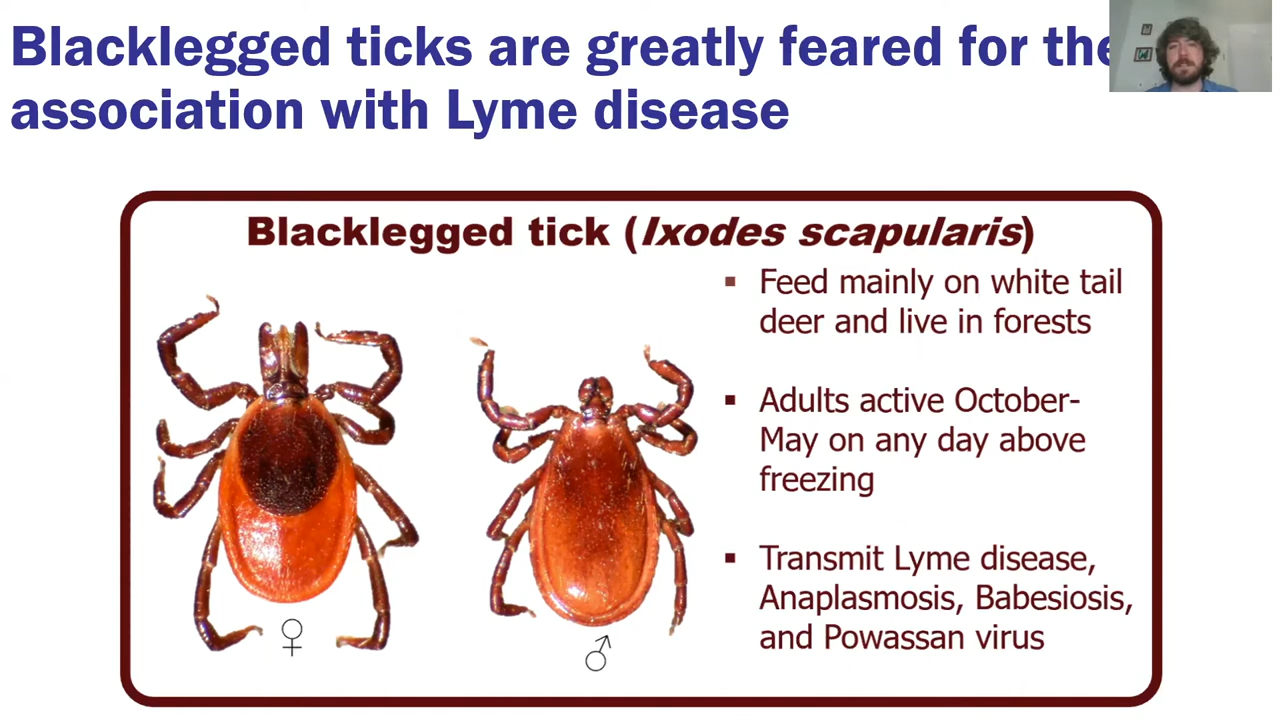 Blacklegged ticks are greatly feared for the
association with Lyme disease
Blacklegged tick (Ixodes scapularis)
▪ Feed mainly on white tail
deer and live in forests
▪ Adults active October-
May on any day above
freezing
▪ Transmit Lyme disease,
Anaplasmosis, Babesiosis,
and Powassan virus
♀
♂